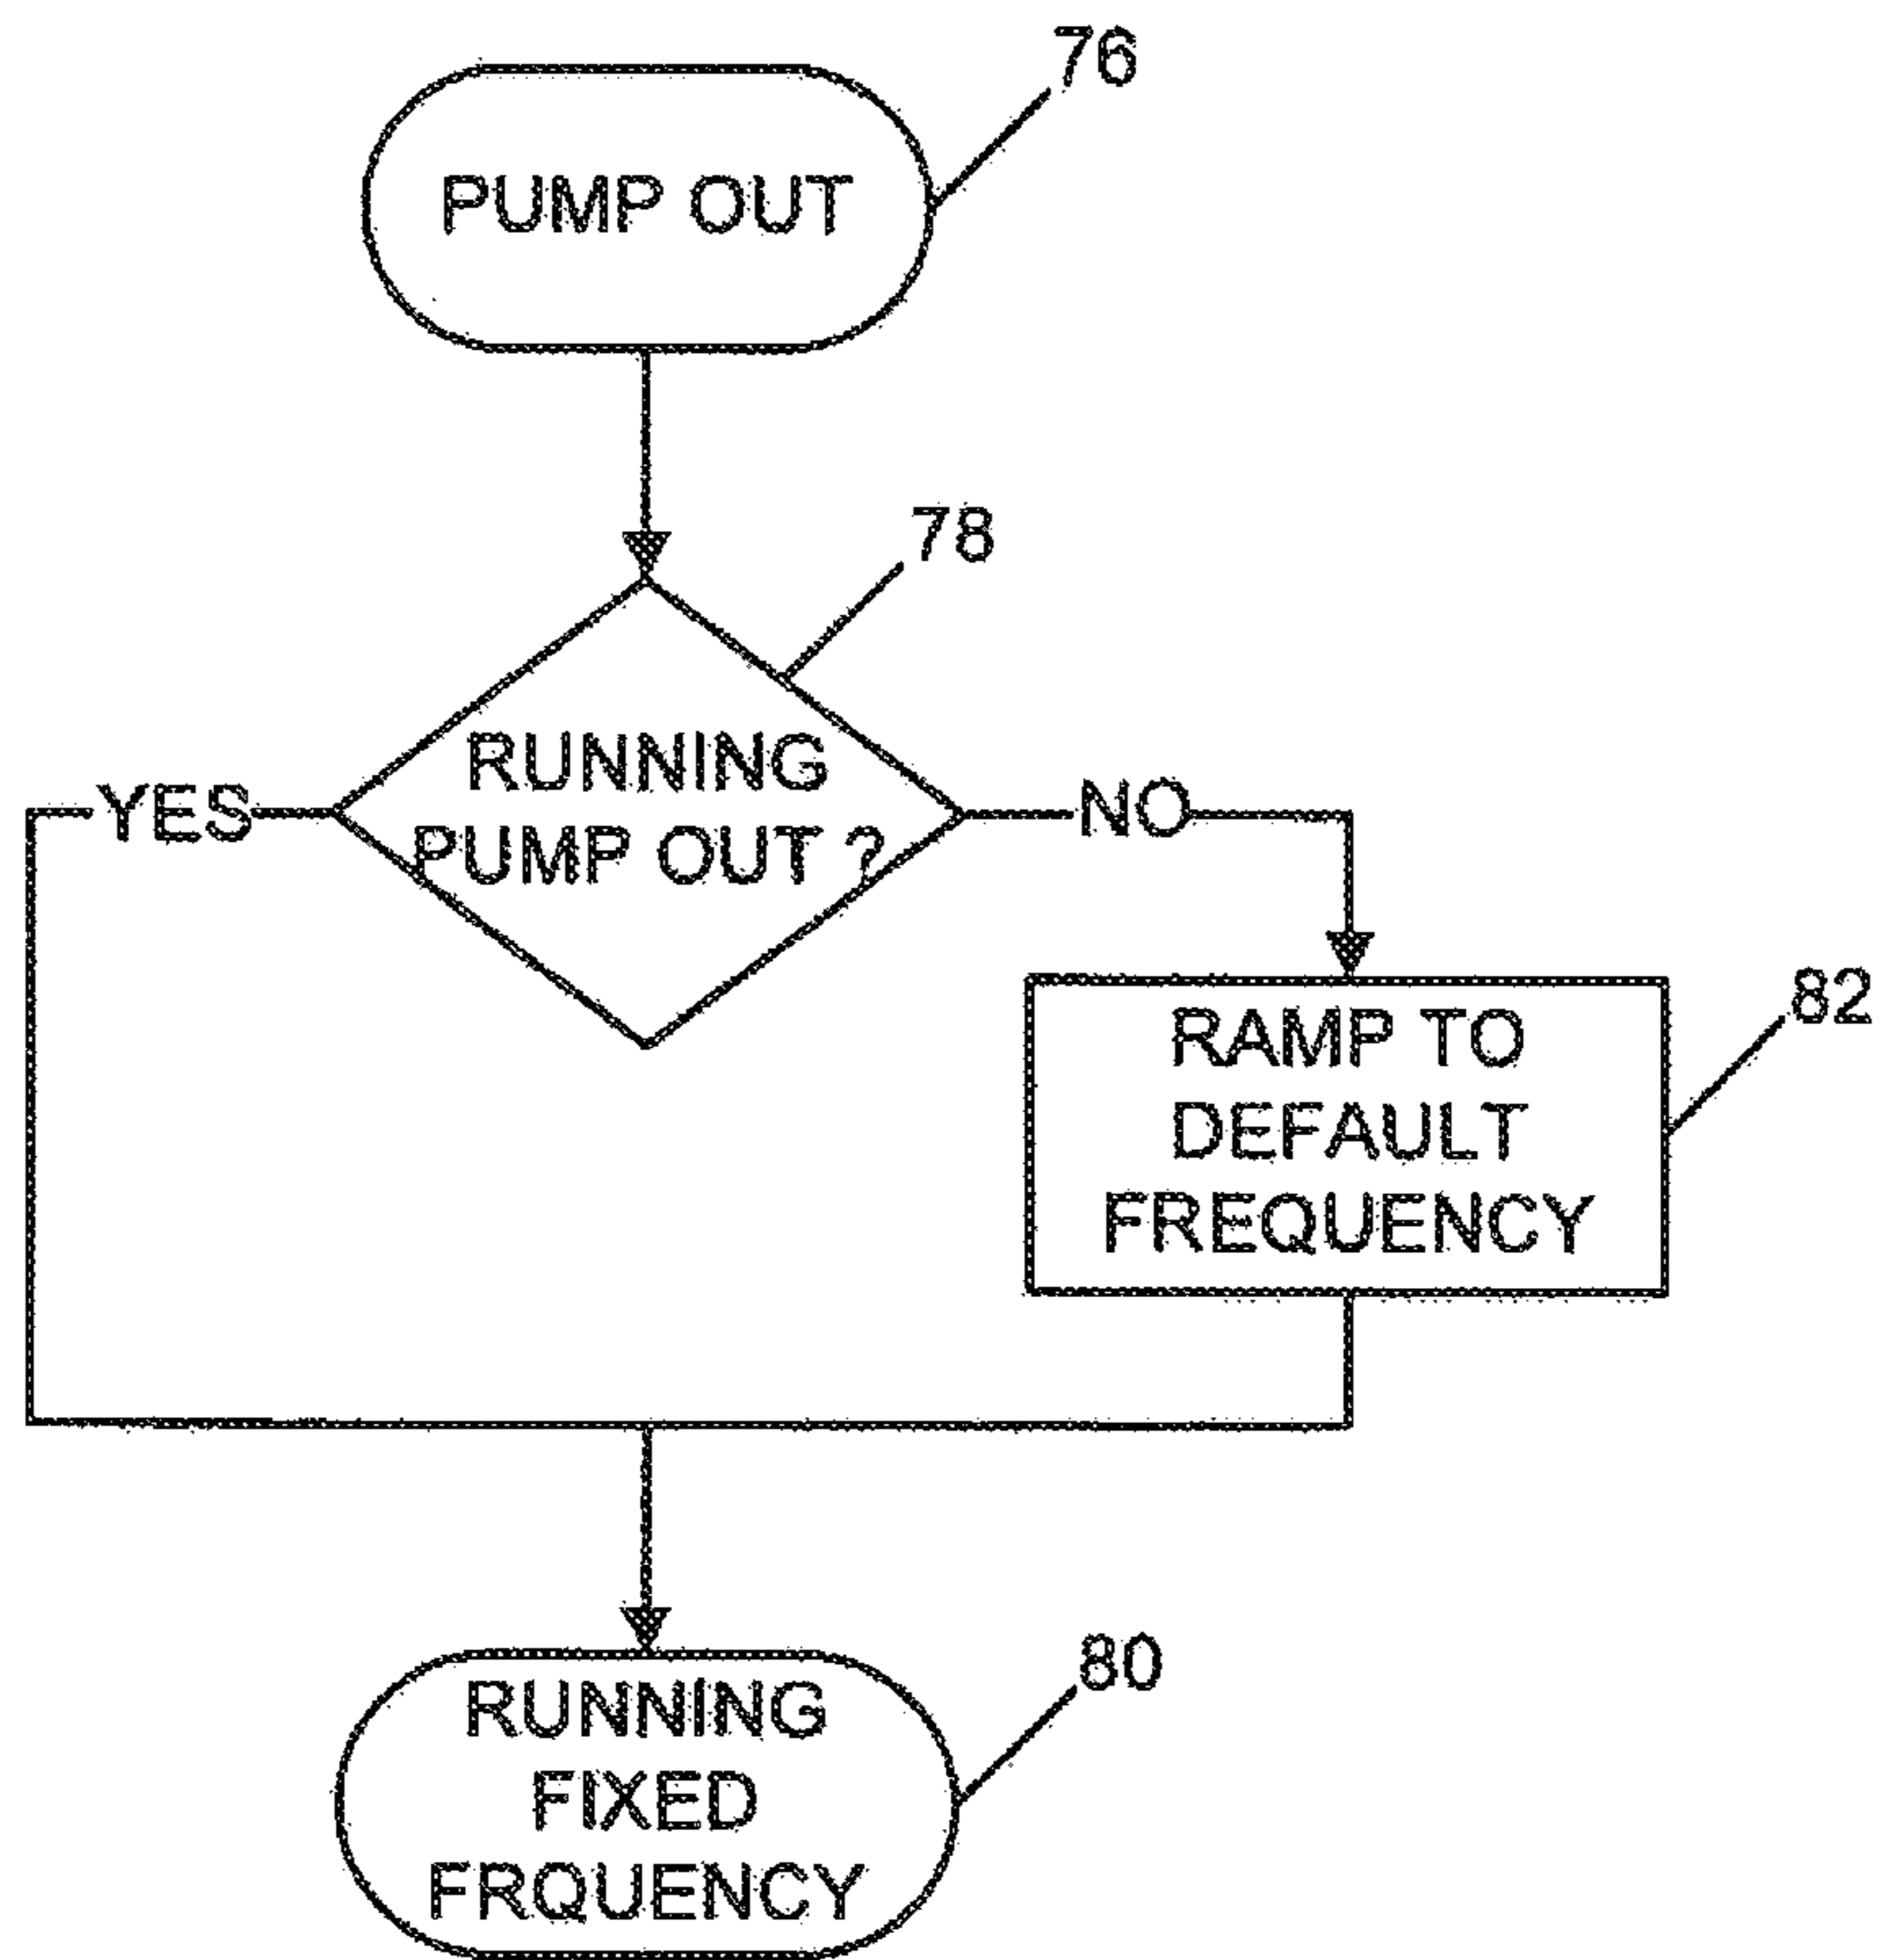 76
PUMP OUT
78
RUNNING
PUMP OUT ?
YES
NO
82
RAMP TO
DEFAULT
FREQUENCY
80
RUNNING
FIXED
FRQUENCY